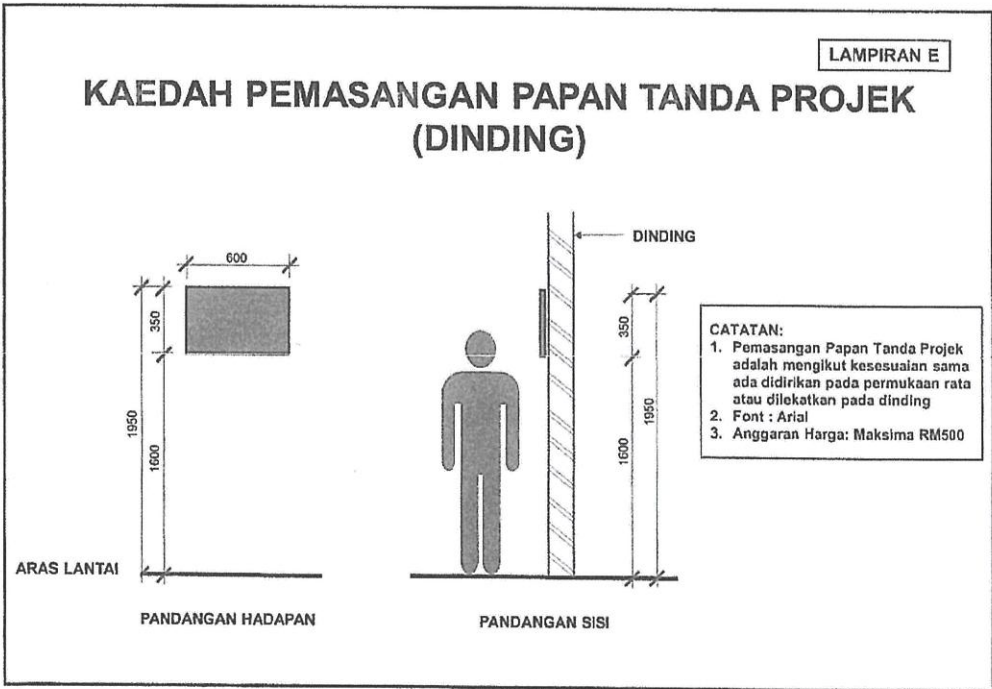 LAMPIRAN E
KAEDAH PEMASANGAN PAPAN TANDA PROJEK
(DINDING)
600
350
1950
1600
ARAS LANTAI
PANDANGAN HADAPAN
DINDING
350
1950
1600
PANDANGAN SISI
CATATAN:
1. Pemasangan Papan Tanda Projek
adalah mengikut kesesuaian sama
ada didirikan pada permukaan rata
atau dilekatkan pada dinding
2. Font : Arial
3. Anggaran Harga: Maksima RM500